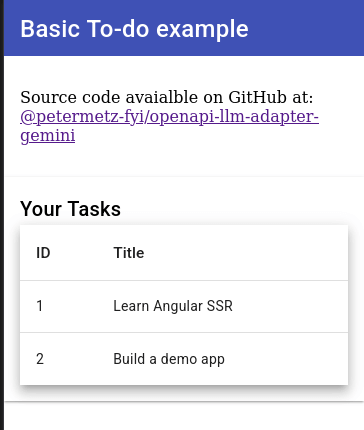 Basic To-do example
Source code avaialble on GitHub at:
@petermetz-fyi/openapi-llm-adapter-
gemini
Your Tasks
ID Title
1 Learn Angular SSR
2 Build a demo app